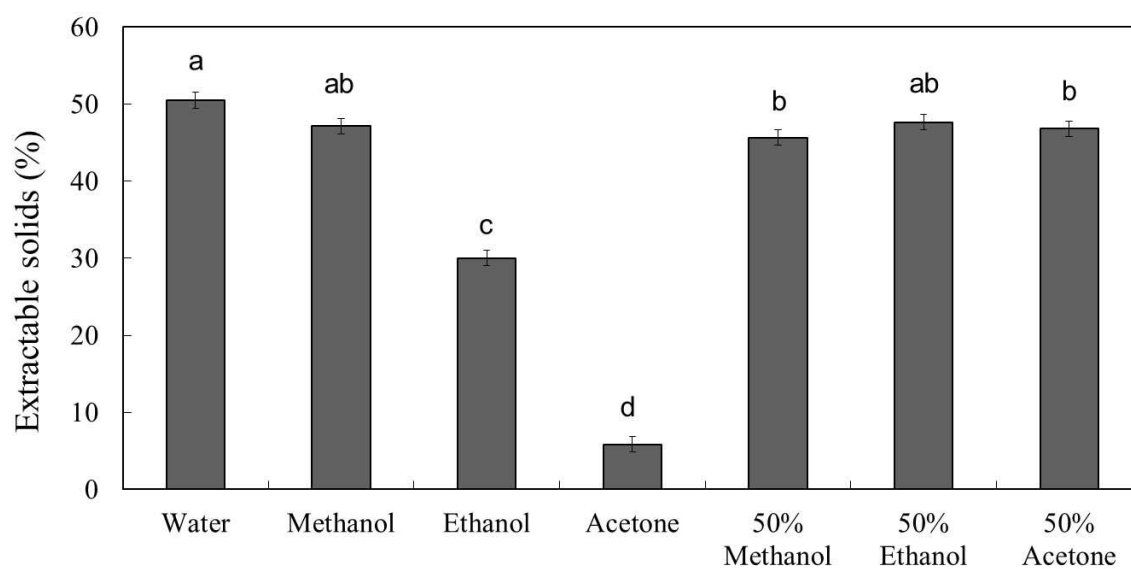 Extractable solids (%)
60
50
40
30
20
10
0
a
ab
c
d
b
ab
b
Water
Methanol
Ethanol
Acetone
50%
Methanol
50%
Ethanol
50%
Acetone